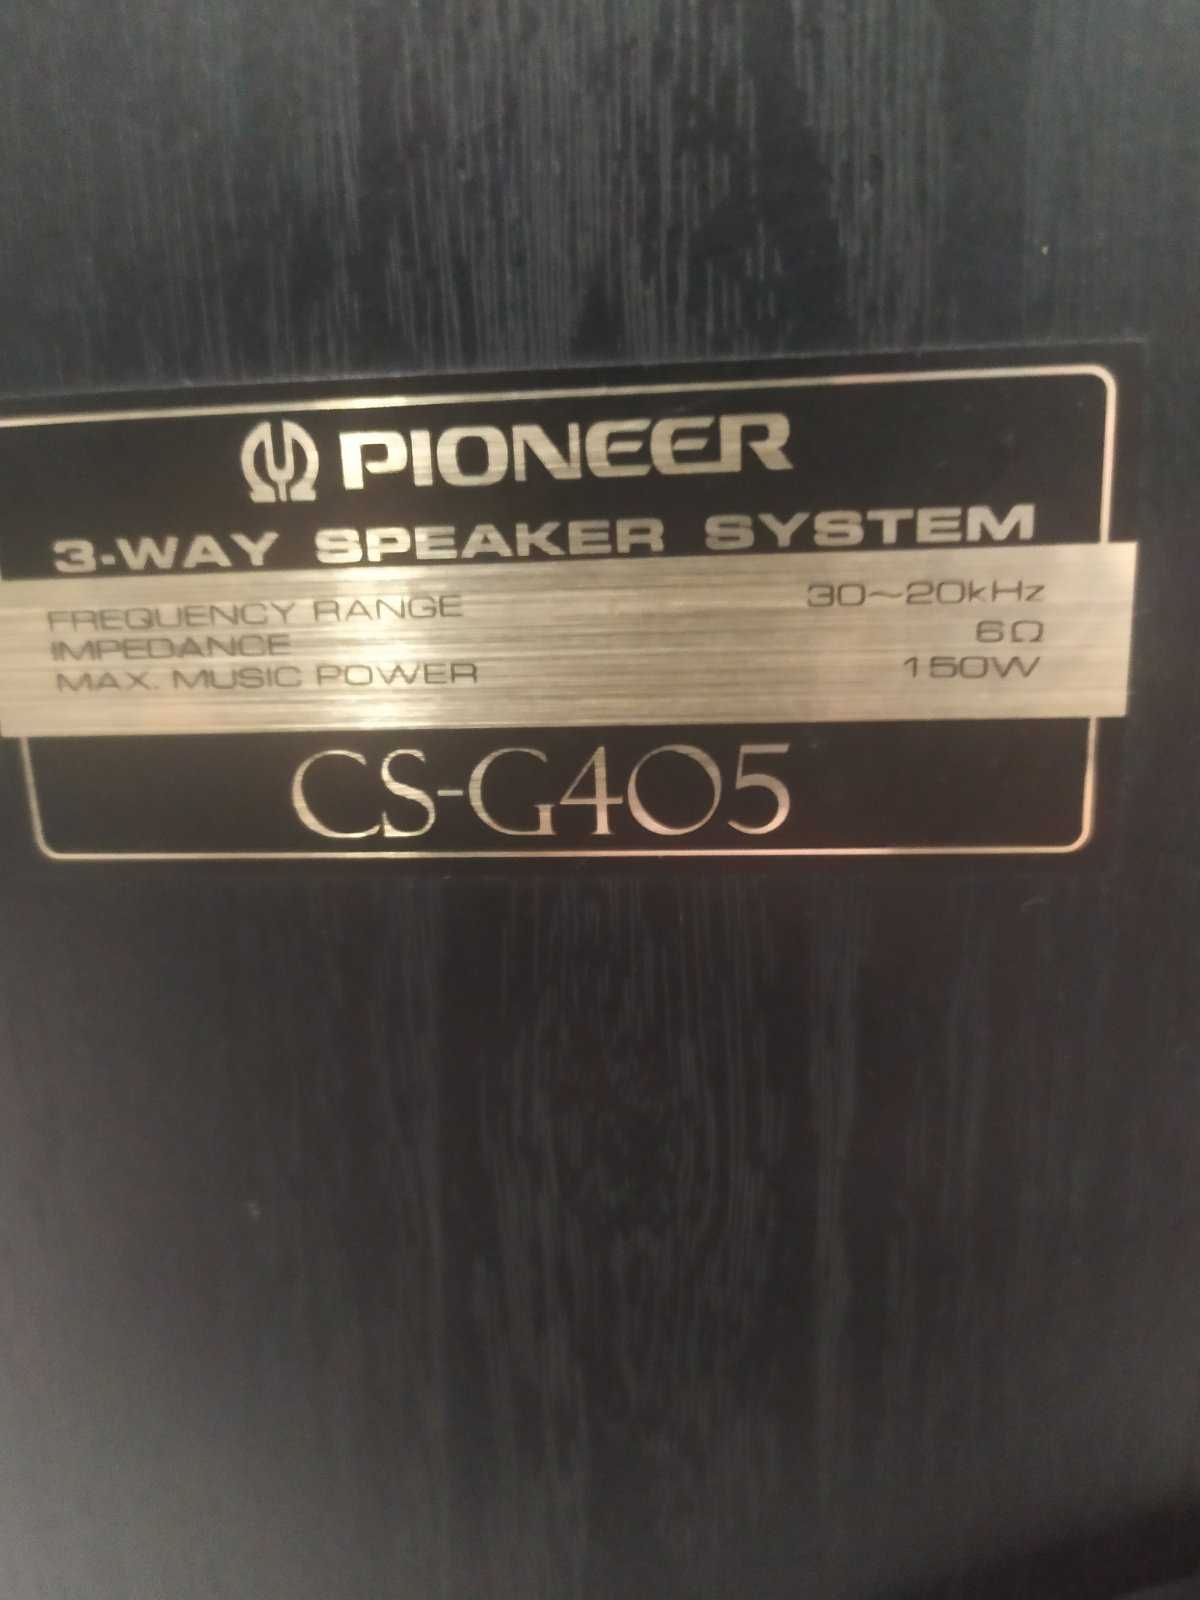 PIONEER
3-WAY SPEAKER SYSTEM
FREQUENCY RANGE 30~20kHz
IMPEDANCE 6Ω
MAX. MUSIC POWER 150W
CS-G405